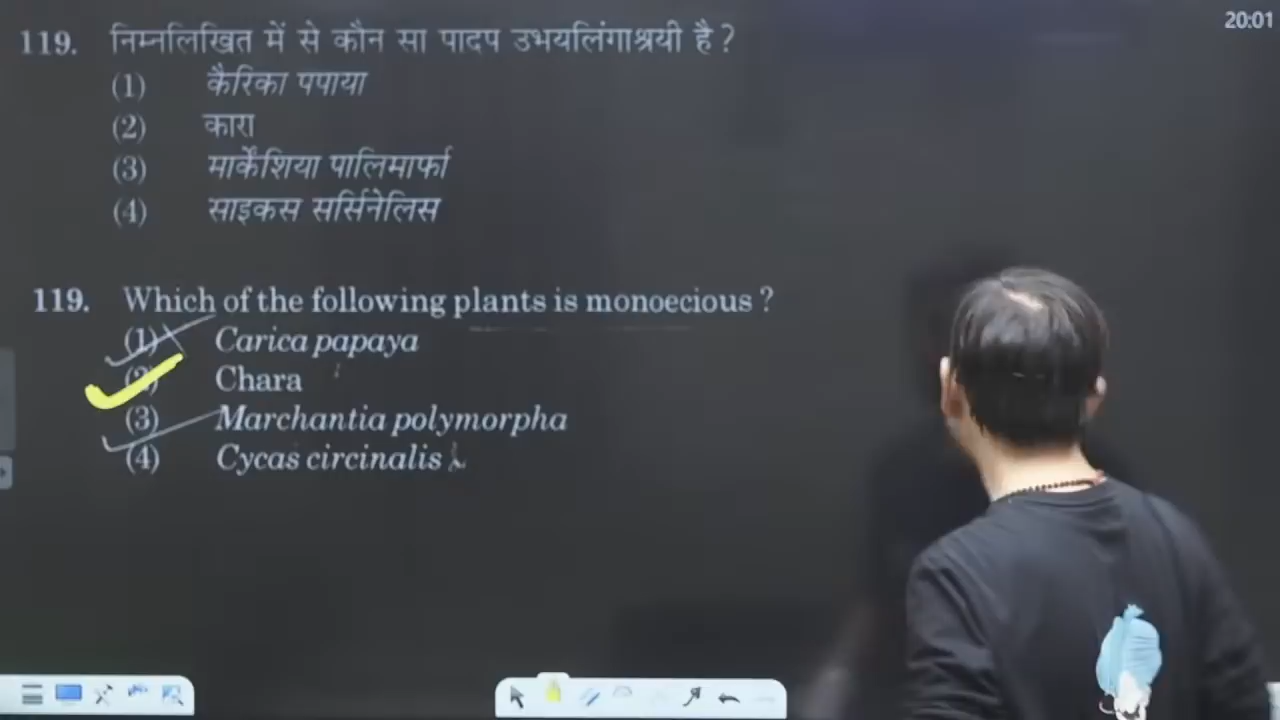 20:01
119. निम्नलिखित में से कौन सा पादप उभयलिंगाश्रयी है ?
(1) कैरिका पपाया
(2) कारा
(3) मार्केंशिया पालिमार्फा
(4) साइकस सर्सिनेलिस
119. Which of the following plants is monoecious ?
(1) Carica papaya
(2) Chara
(3) Marchantia polymorpha
(4) Cycas circinalis